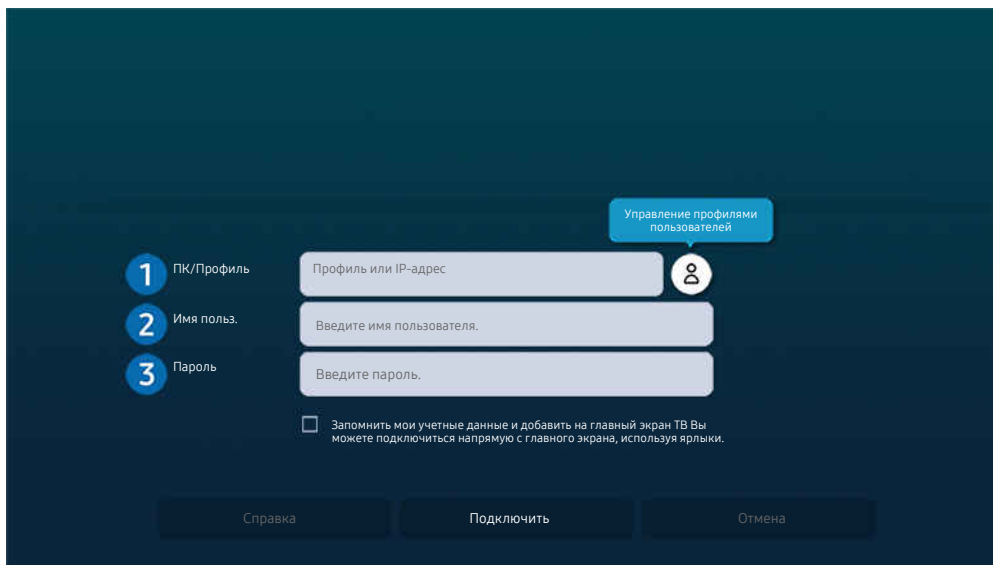 Управление профилями
пользователей
1 ПК/Профиль Профиль или IP-адрес
2 Имя польз. Введите имя пользователя.
3 Пароль Введите пароль.
Запомнить мои учетные данные и добавить на главный экран ТВ Вы
можете подключиться напрямую с главного экрана, используя ярлыки.
Справка Подключить Отмена